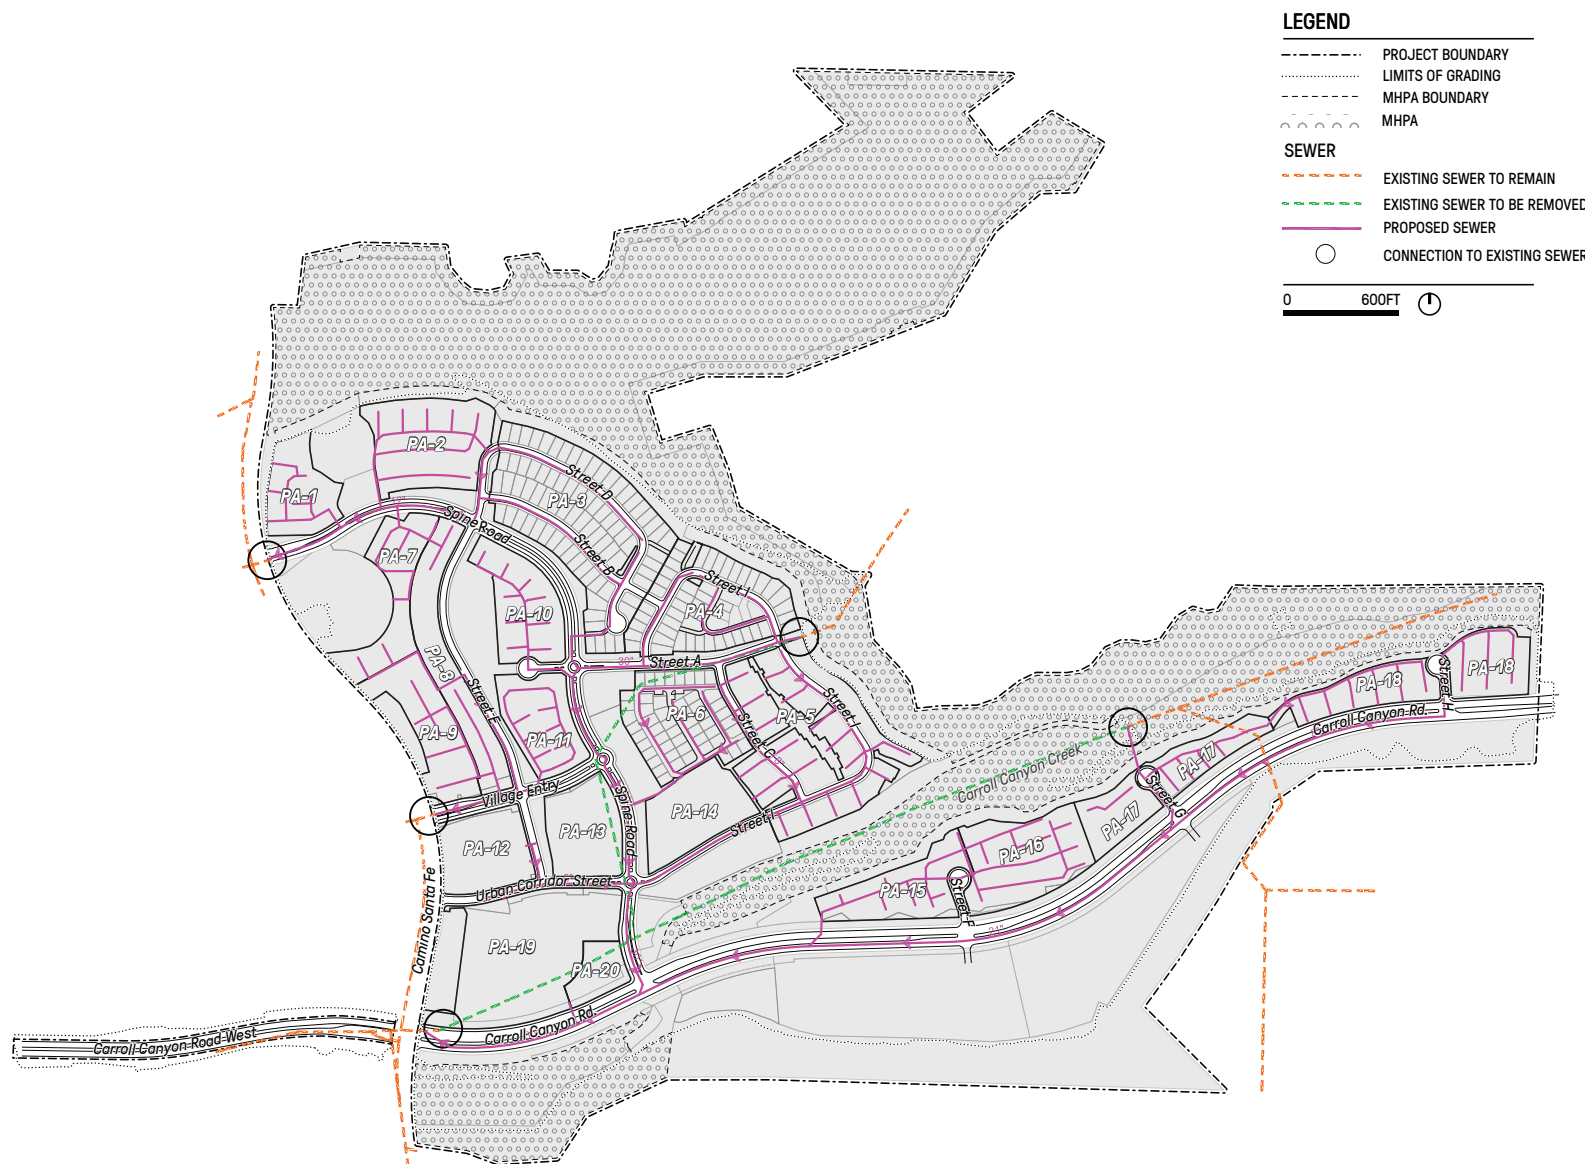 LEGEND
PROJECT BOUNDARY
LIMITS OF GRADING
MHPA BOUNDARY
MHPA
SEWER
EXISTING SEWER TO REMAIN
EXISTING SEWER TO BE REMOVED
PROPOSED SEWER
CONNECTION TO EXISTING SEWER
0 600FT
PA-2
PA-1
Street D
PA-3
Spine Road
PA-7
Street B
Street I
PA-10
PA-4
30"
Street A
PA-8
Street E
PA-18
PA-18
Street H
Carroll Canyon Rd.
PA-6
PA-5
Street I
Street C
PA-9
PA-11
PA-17
Carroll Canyon Creek
Street G
Village Entry
Spine Road
PA-14
Street I
PA-13
PA-12
PA-17
PA-16
PA-15
Street F
Urban Corridor Street
24"
Camino Santa Fe
PA-19
PA-20
Carroll Canyon Rd.
Carroll Canyon Road West